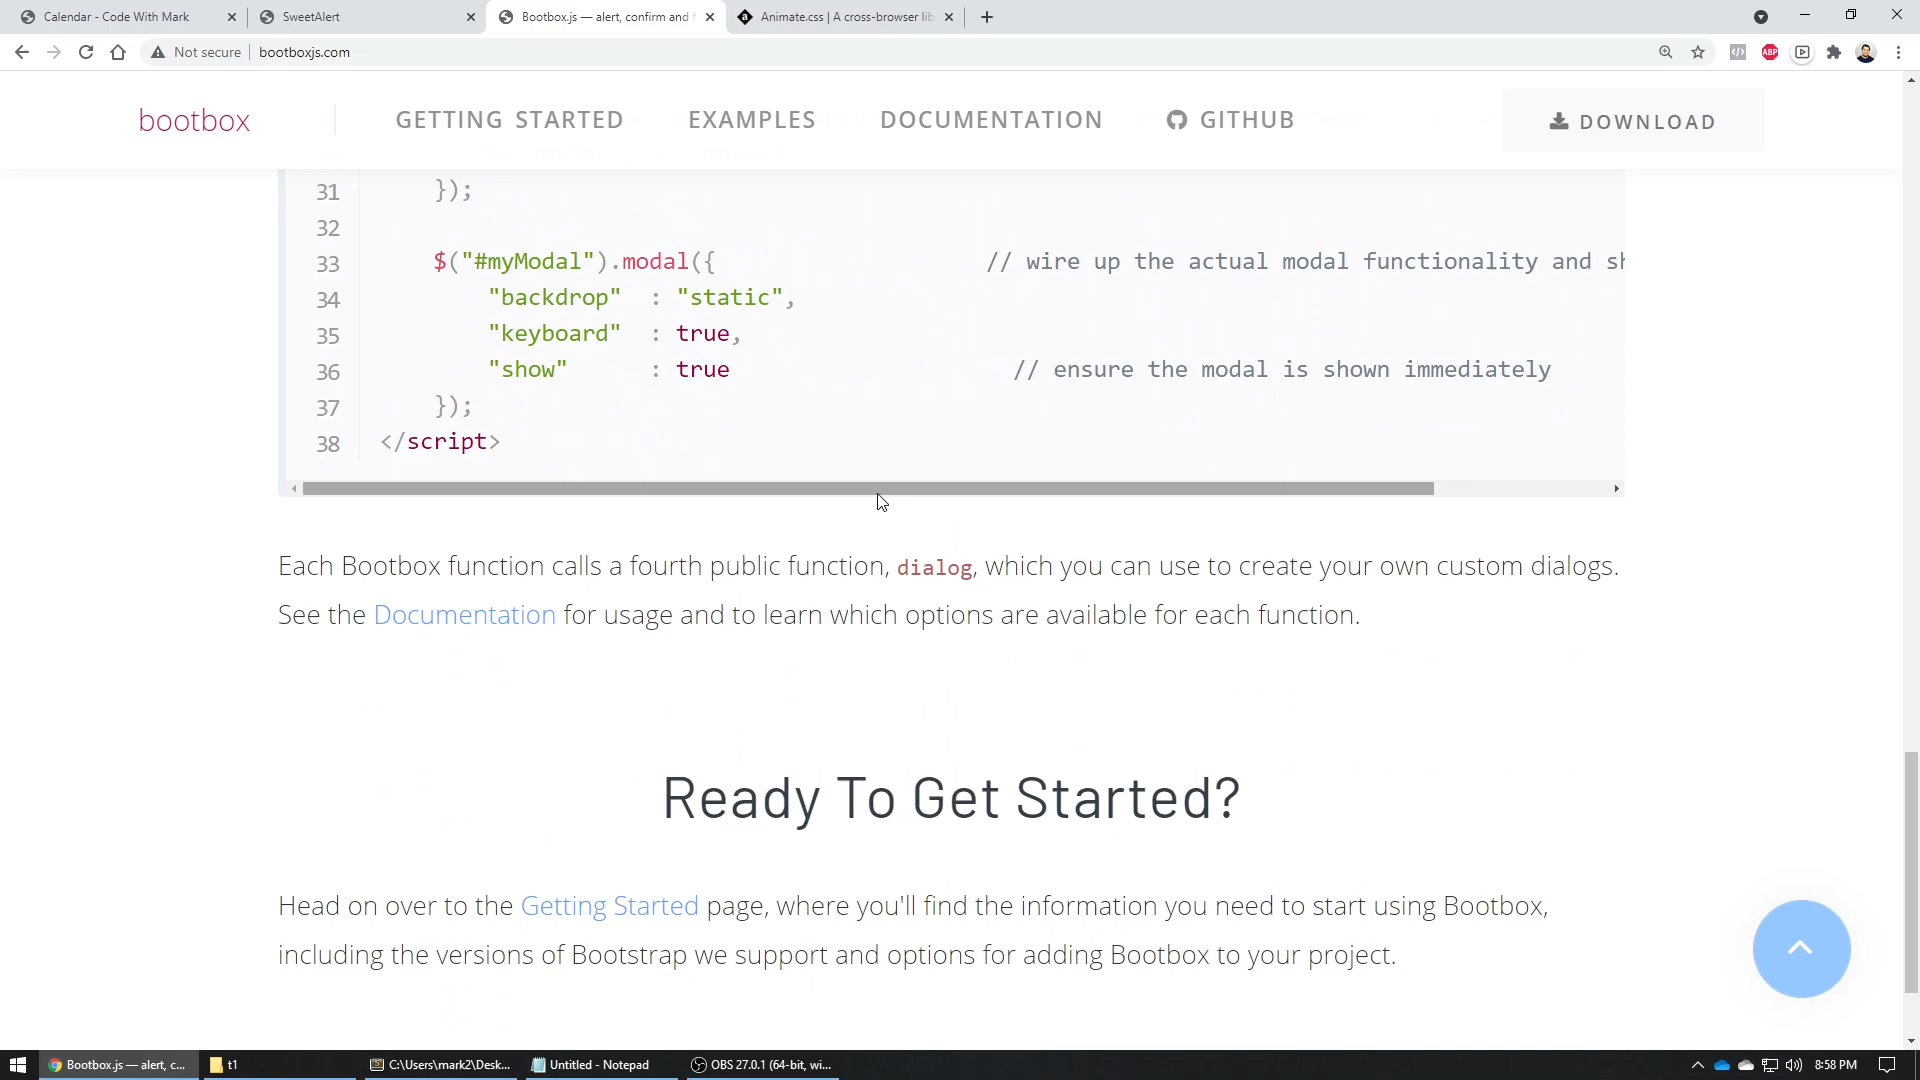 Calendar - Code With Mark
SweetAlert
Bootbox.js — alert, confirm and f
Animate.css | A cross-browser lib
Not secure
bootboxjs.com
ABP
bootbox
GETTING STARTED
EXAMPLES
DOCUMENTATION
GITHUB
DOWNLOAD
31 });
32
33 $("#myModal").modal({ // wire up the actual modal functionality and sh
34 "backdrop" : "static",
35 "keyboard" : true,
36 "show" : true // ensure the modal is shown immediately
37 });
38 </script>
Each Bootbox function calls a fourth public function, dialog, which you can use to create your own custom dialogs.
See the Documentation for usage and to learn which options are available for each function.
Ready To Get Started?
Head on over to the Getting Started page, where you'll find the information you need to start using Bootbox,
including the versions of Bootstrap we support and options for adding Bootbox to your project.
Bootbox.js — alert, c...
t1
C:\Users\mark2\Desk...
Untitled - Notepad
OBS 27.0.1 (64-bit, wi...
8:58 PM